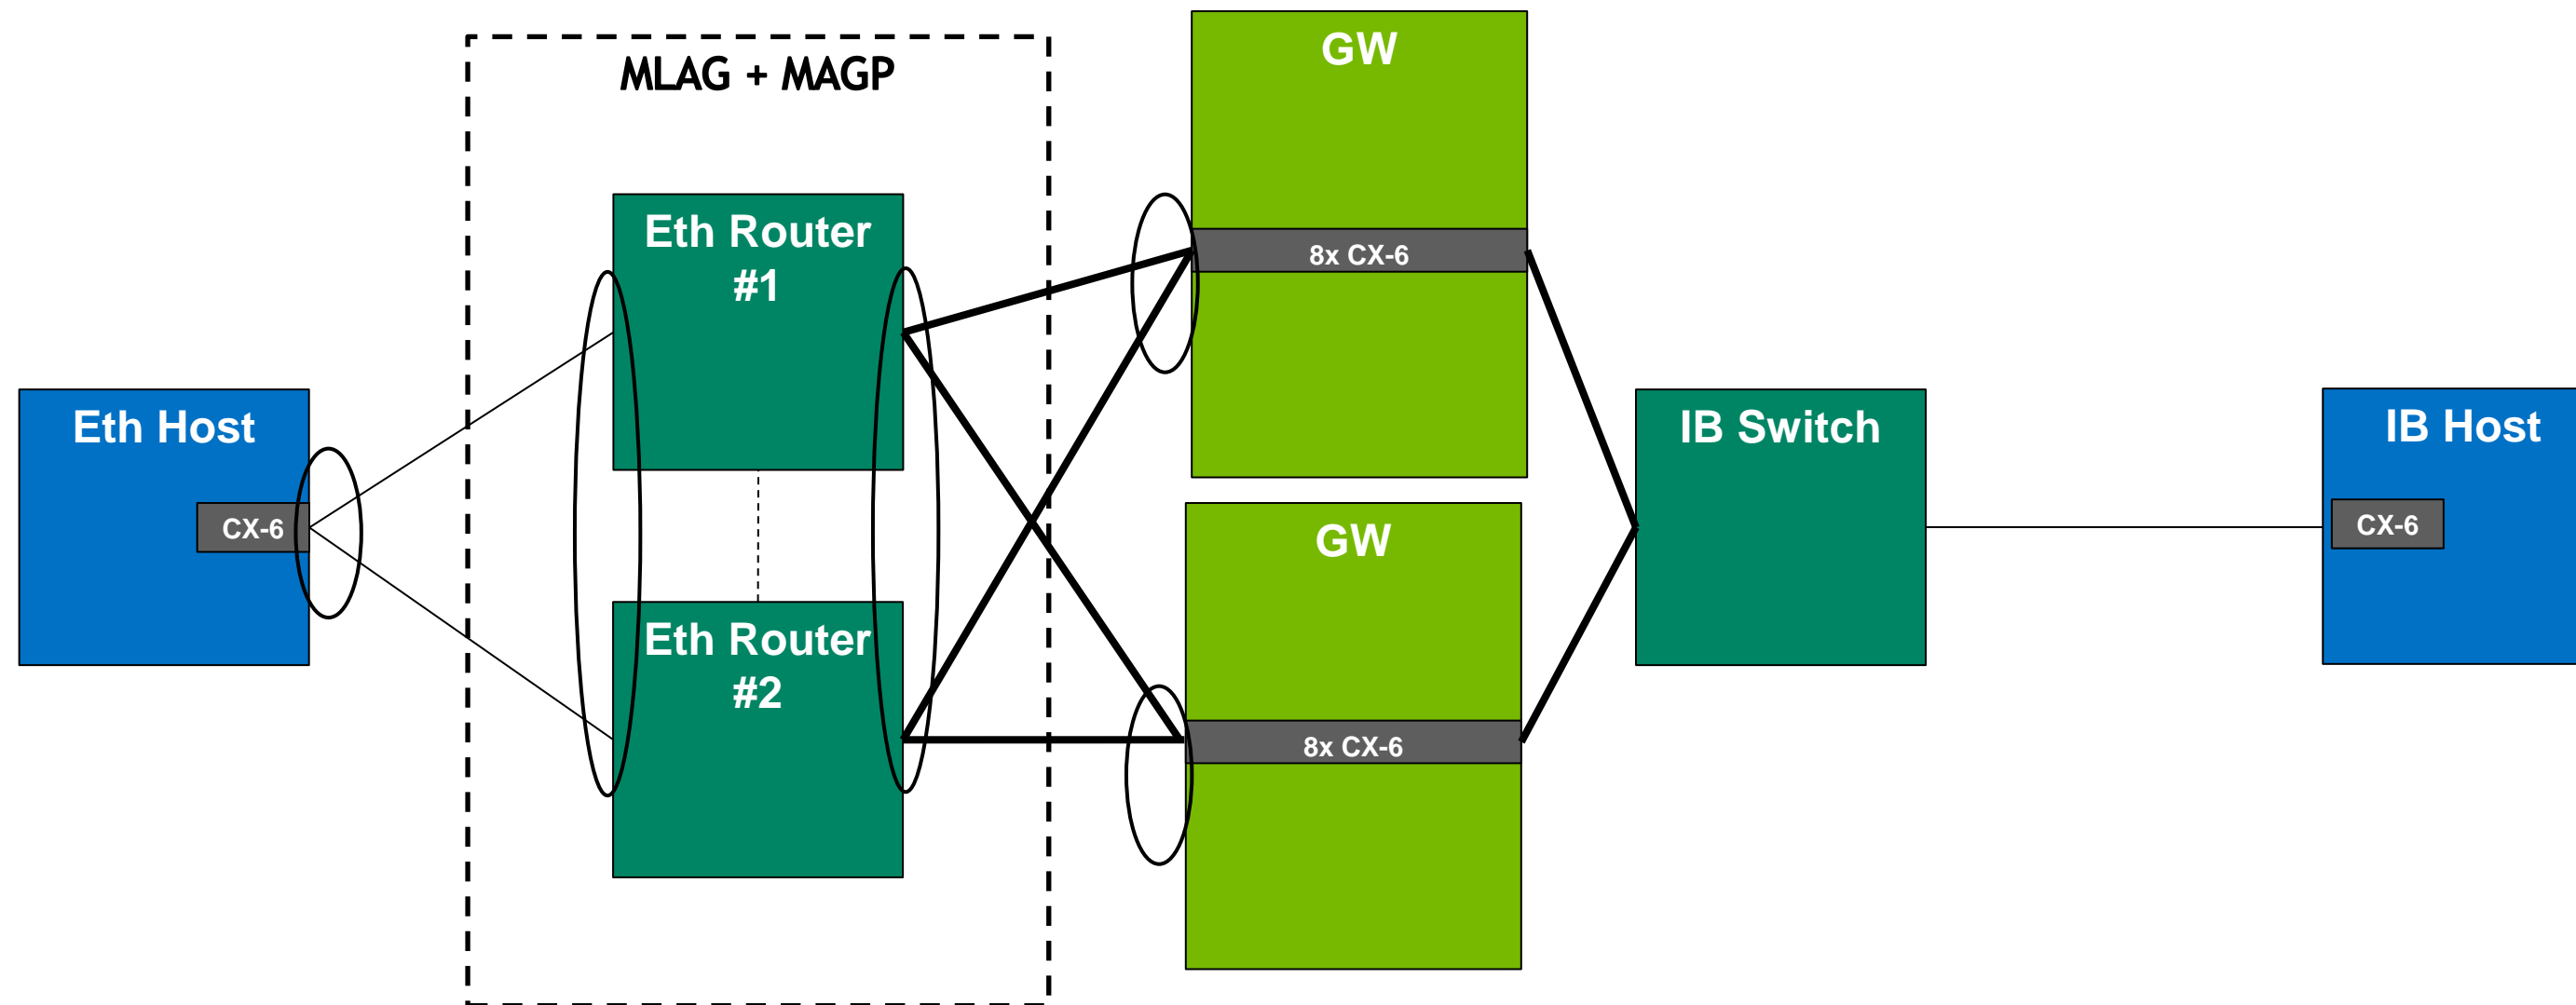 MLAG + MAGP
Eth Host
CX-6
Eth Router
#1
Eth Router
#2
GW
8x CX-6
GW
8x CX-6
IB Switch
IB Host
CX-6